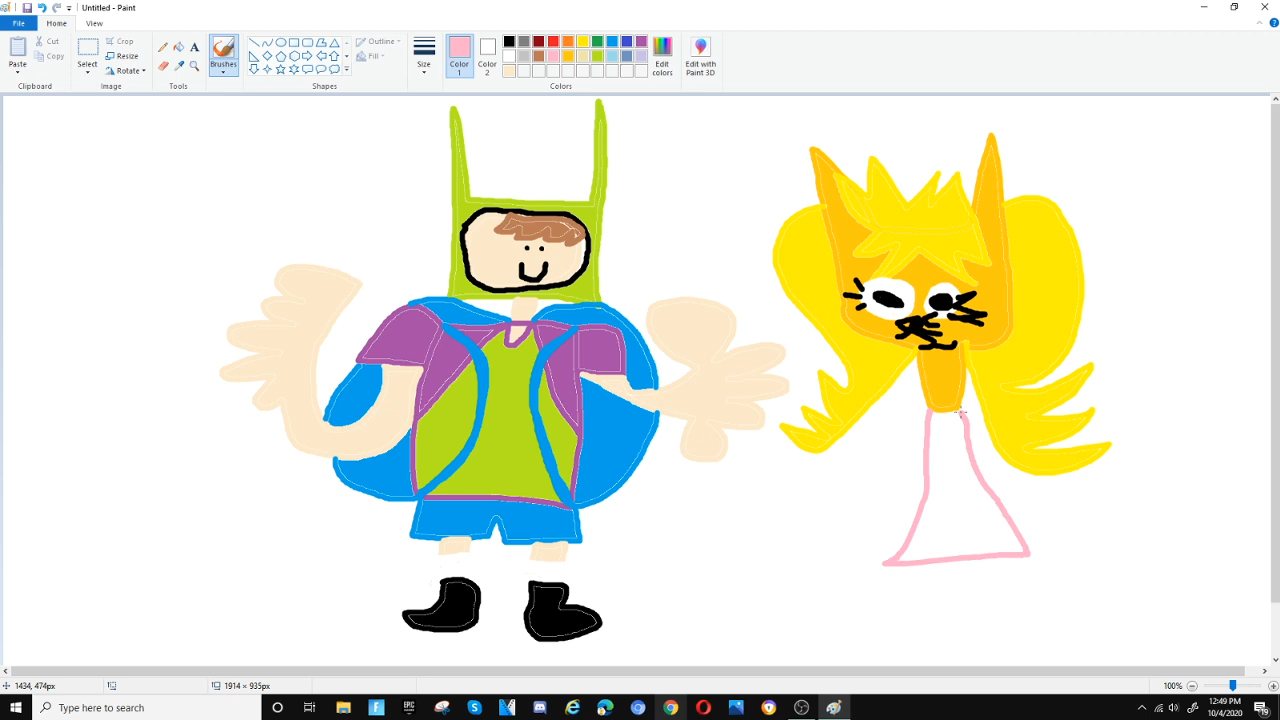 Untitled - Paint
File Home View
Paste
Cut
Copy
Clipboard
Select
Crop
Resize
Rotate
Image
A
Tools
Brushes
Outline
Fill
Shapes
Size
Color 1
Color 2
Edit colors
Colors
Edit with Paint 3D
1434, 474px
1914 × 935px
100%
Type here to search
EPIC
12:49 PM
10/4/2020
19